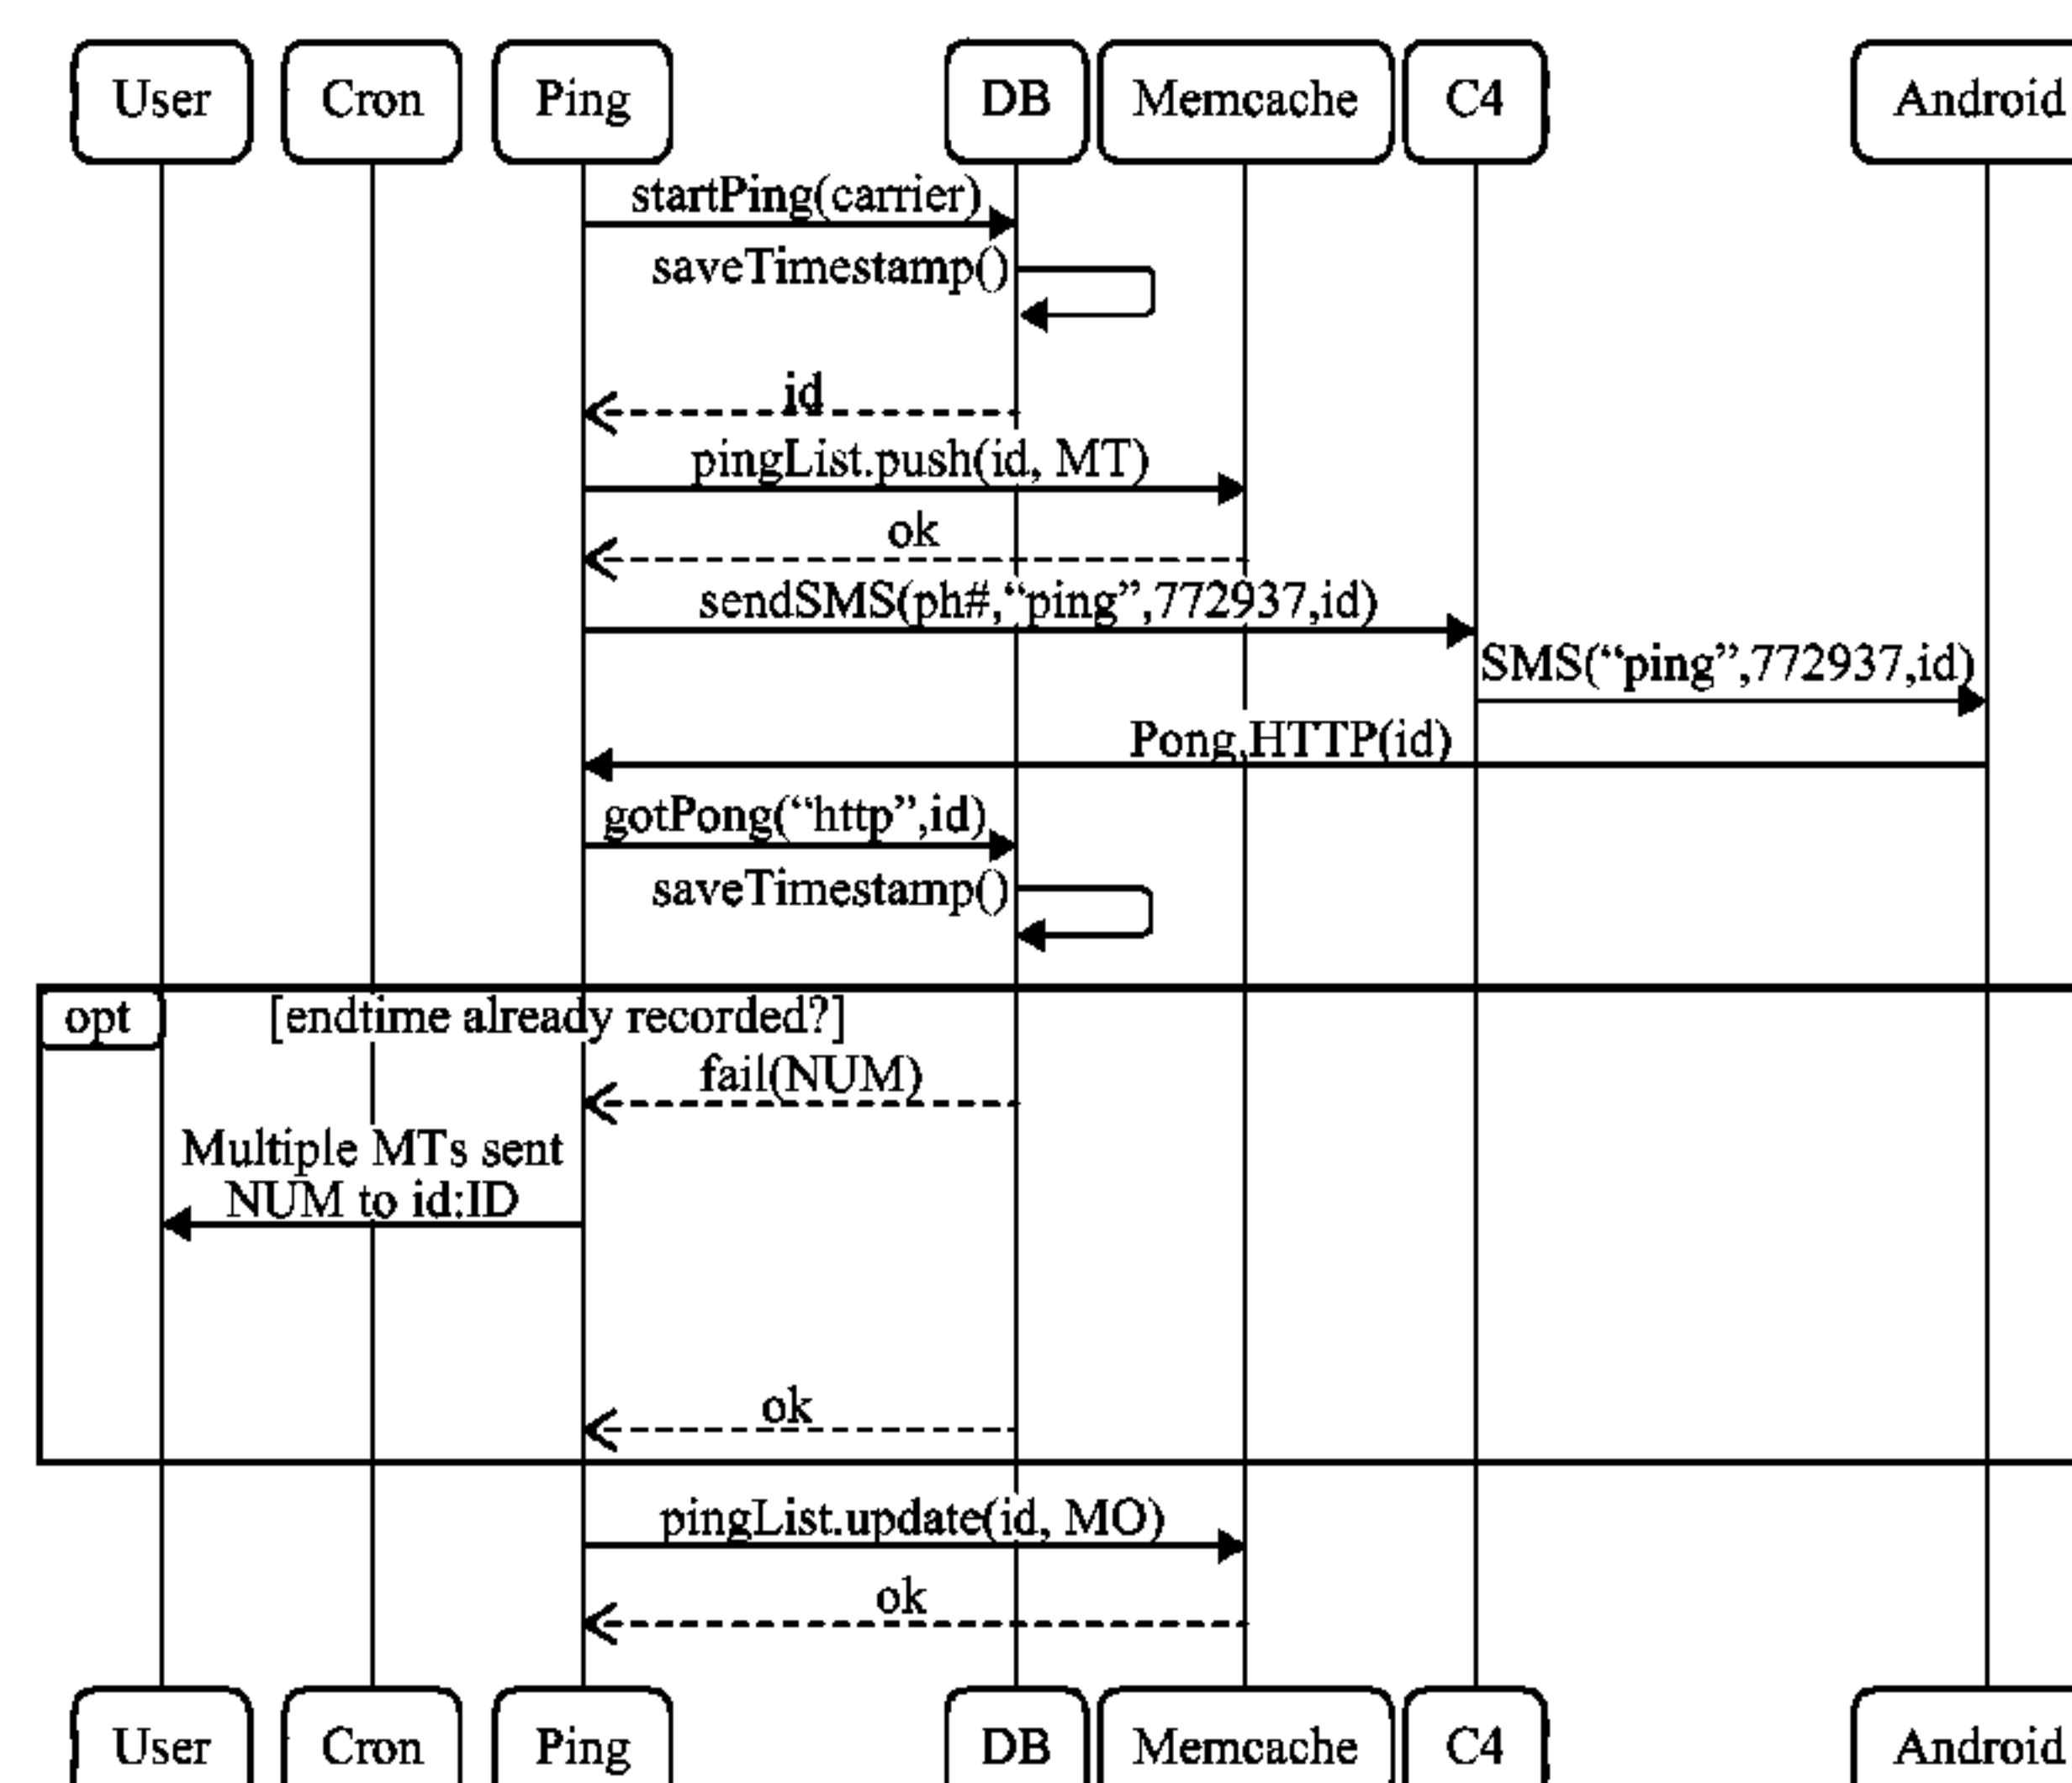 User Cron Ping DB Memcache C4 Android
startPing(carrier)
saveTimestamp()
id
pingList.push(id, MT)
ok
sendSMS(ph#,“ping”,772937,id)
SMS(“ping”,772937,id)
Pong,HTTP(id)
gotPong(“http”,id)
saveTimestamp()
opt [endtime already recorded?]
fail(NUM)
Multiple MTs sent
NUM to id:ID
ok
pingList.update(id, MO)
ok
User Cron Ping DB Memcache C4 Android